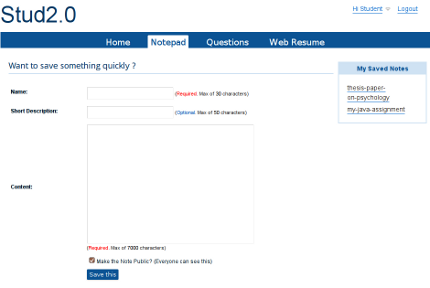 Stud2.0
Hi Student Logout
Home Notepad Questions Web Resume
Want to save something quickly ?
My Saved Notes
Name:
(Required. Max of 30 characters)
thesis-paper-
on-psychology
Short Description:
(Optional. Max of 50 characters)
my-java-assignment
Content:
(Required. Max of 7000 characters)
Make the Note Public? (Everyone can see this)
Save this